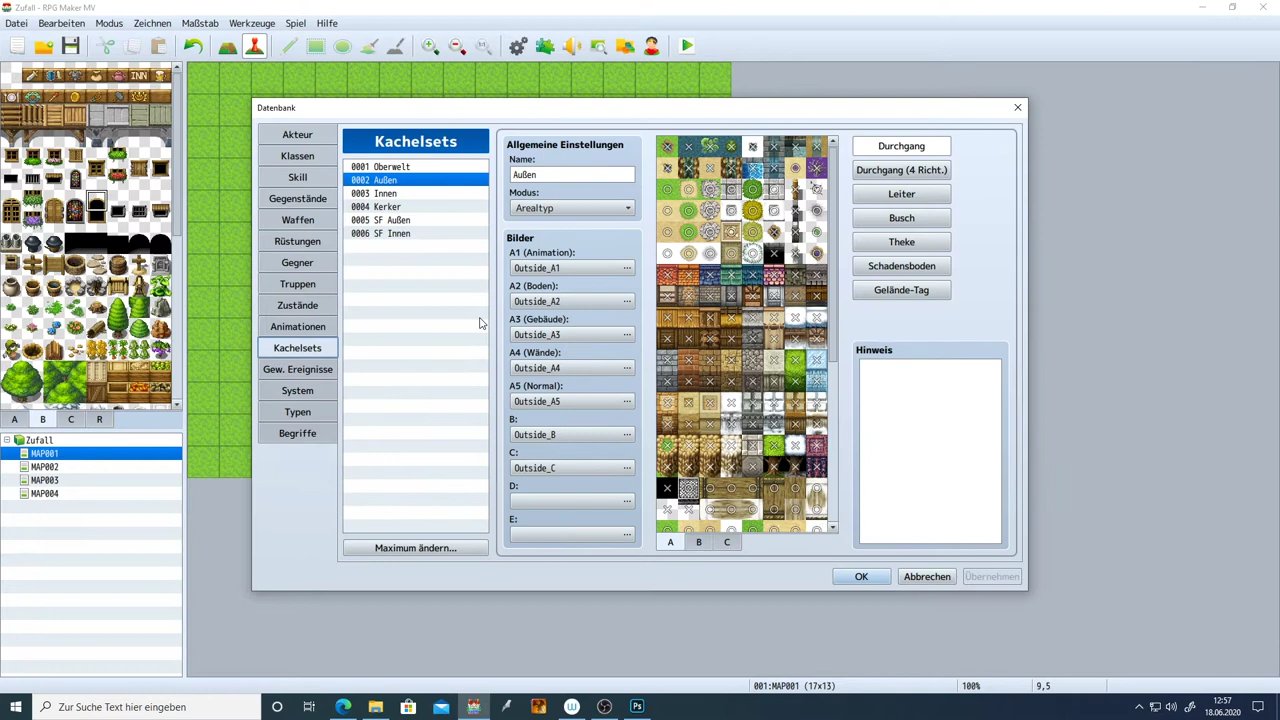 Zufall - RPG Maker MV
Datei Bearbeiten Modus Zeichnen Maßstab Werkzeuge Spiel Hilfe
1:1
INN
A B C R
Zufall
MAP001
MAP002
MAP003
MAP004
Datenbank
Akteur
Klassen
Skill
Gegenstände
Waffen
Rüstungen
Gegner
Truppen
Zustände
Animationen
Kachelsets
Gew. Ereignisse
System
Typen
Begriffe
Kachelsets
0001 Oberwelt
0002 Außen
0003 Innen
0004 Kerker
0005 SF Außen
0006 SF Innen
Maximum ändern...
Allgemeine Einstellungen
Name:
Außen
Modus:
Arealtyp
Bilder
A1 (Animation):
Outside_A1 ...
A2 (Boden):
Outside_A2 ...
A3 (Gebäude):
Outside_A3 ...
A4 (Wände):
Outside_A4 ...
A5 (Normal):
Outside_A5 ...
B:
Outside_B ...
C:
Outside_C ...
D:
...
E:
...
A B C
Durchgang
Durchgang (4 Richt.)
Leiter
Busch
Theke
Schadensboden
Gelände-Tag
Hinweis
OK Abbrechen Übernehmen
001:MAP001 (17x13) 100% 9,5
Zur Suche Text hier eingeben
12:57
18.06.2020